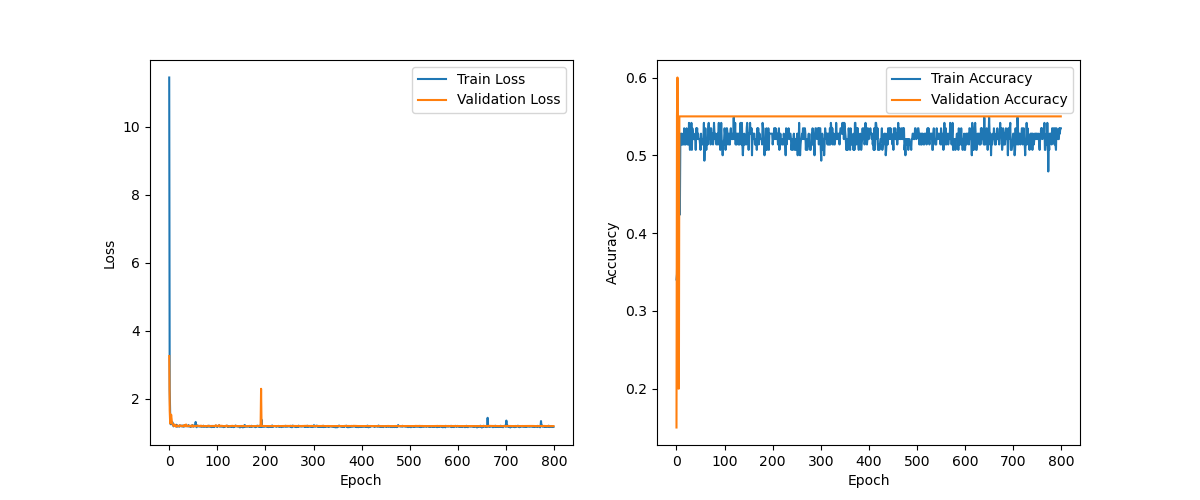 Train Loss
Validation Loss
10
8
6
4
2
0 100 200 300 400 500 600 700 800
Epoch
Loss
Train Accuracy
Validation Accuracy
0.6
0.5
0.4
0.3
0.2
0 100 200 300 400 500 600 700 800
Epoch
Accuracy